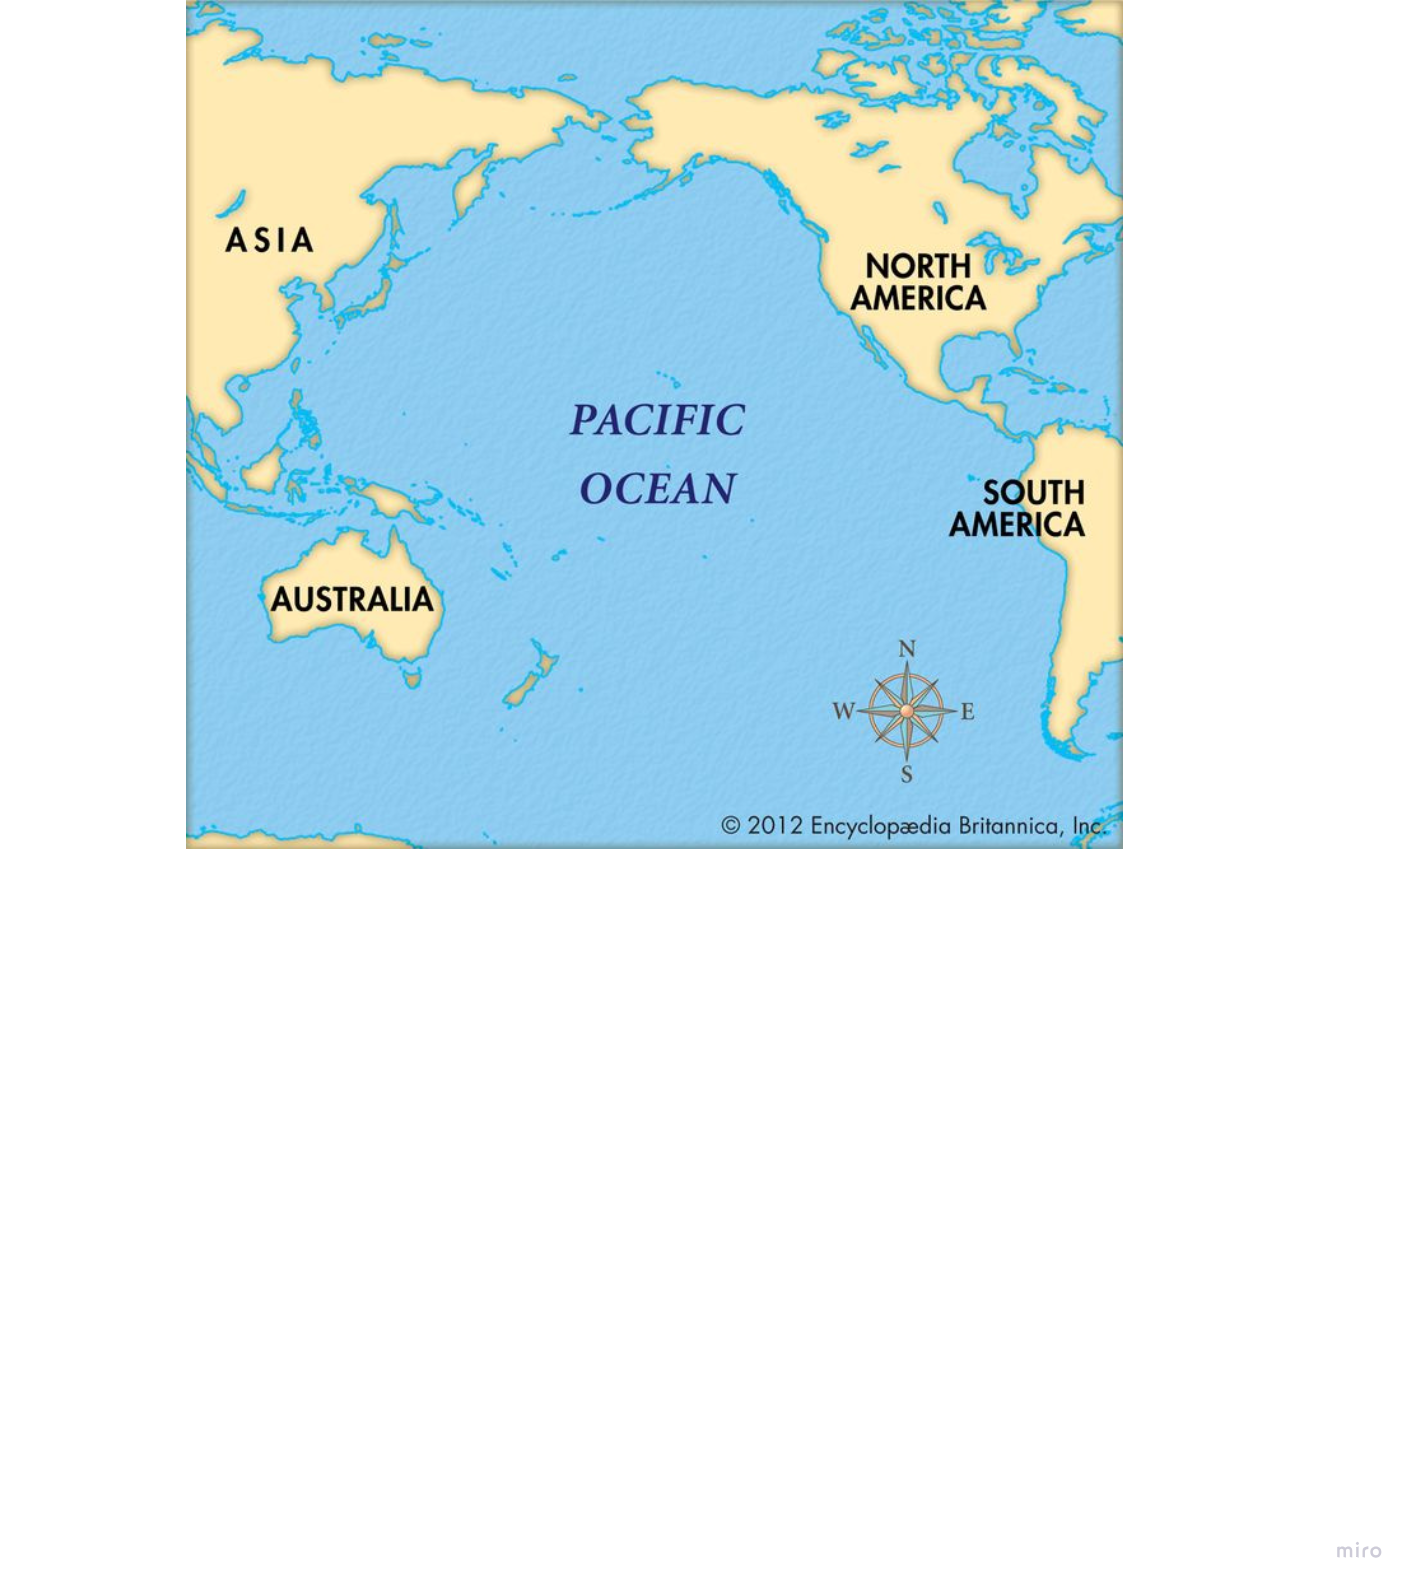 ASIA
NORTH
AMERICA
PACIFIC
OCEAN
SOUTH
AMERICA
AUSTRALIA
N
W
E
S
© 2012 Encyclopædia Britannica, Inc.
miro